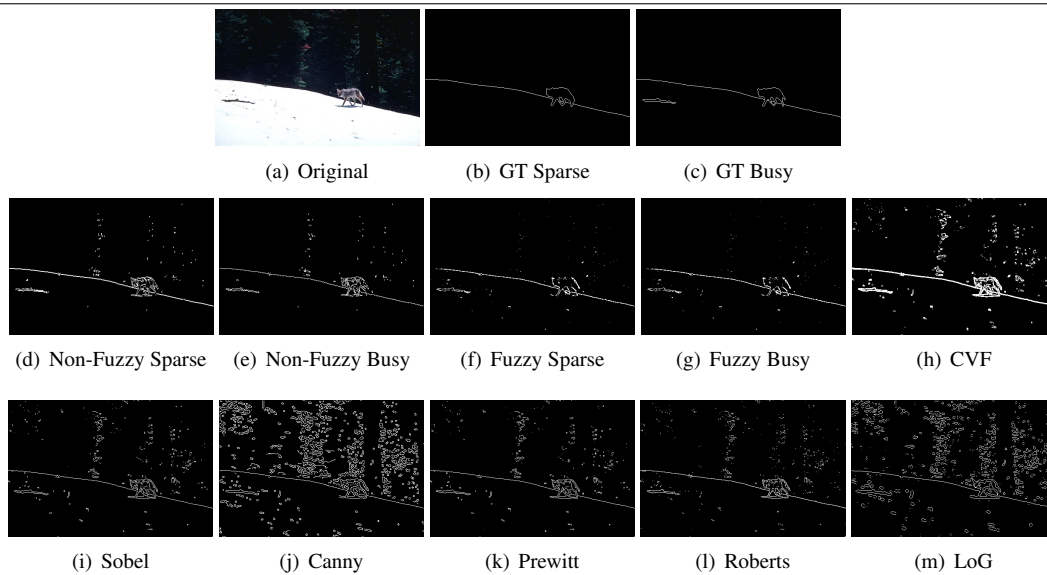 (a) Original (b) GT Sparse (c) GT Busy
(d) Non-Fuzzy Sparse (e) Non-Fuzzy Busy (f) Fuzzy Sparse (g) Fuzzy Busy (h) CVF
(i) Sobel (j) Canny (k) Prewitt (l) Roberts (m) LoG